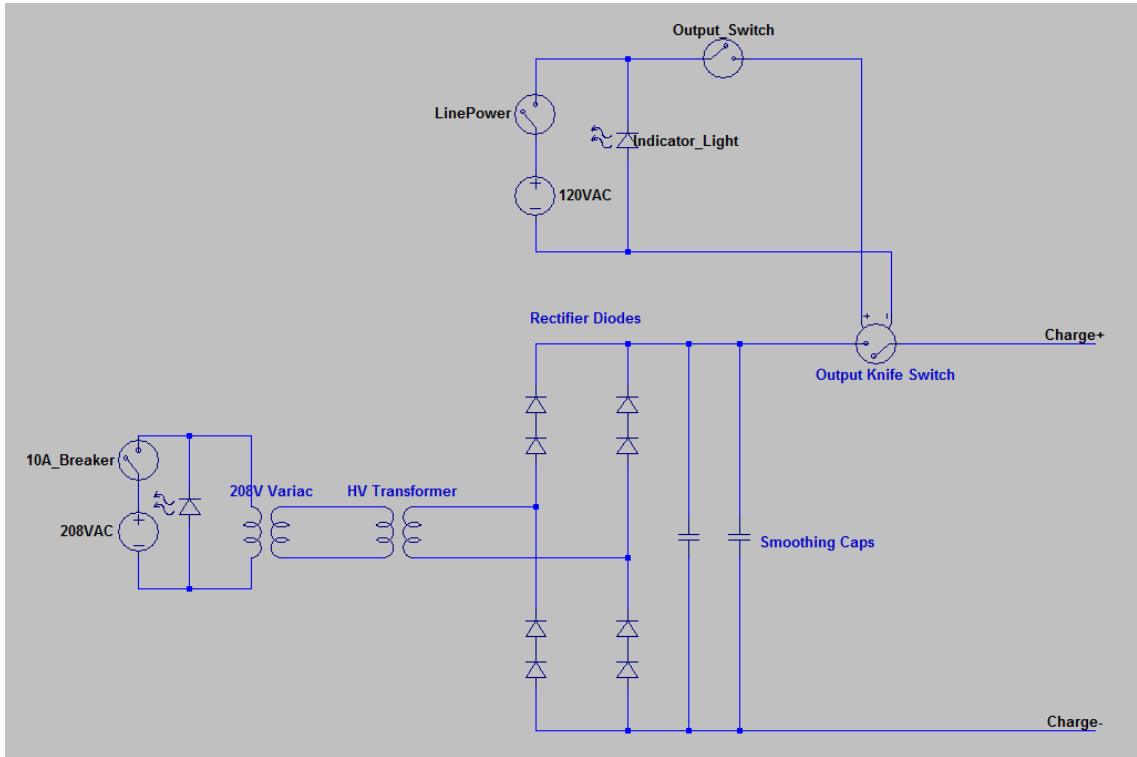 Output_Switch
LinePower
Indicator_Light
120VAC
Rectifier Diodes
Charge+
Output Knife Switch
10A_Breaker
208V Variac
HV Transformer
208VAC
Smoothing Caps
Charge-